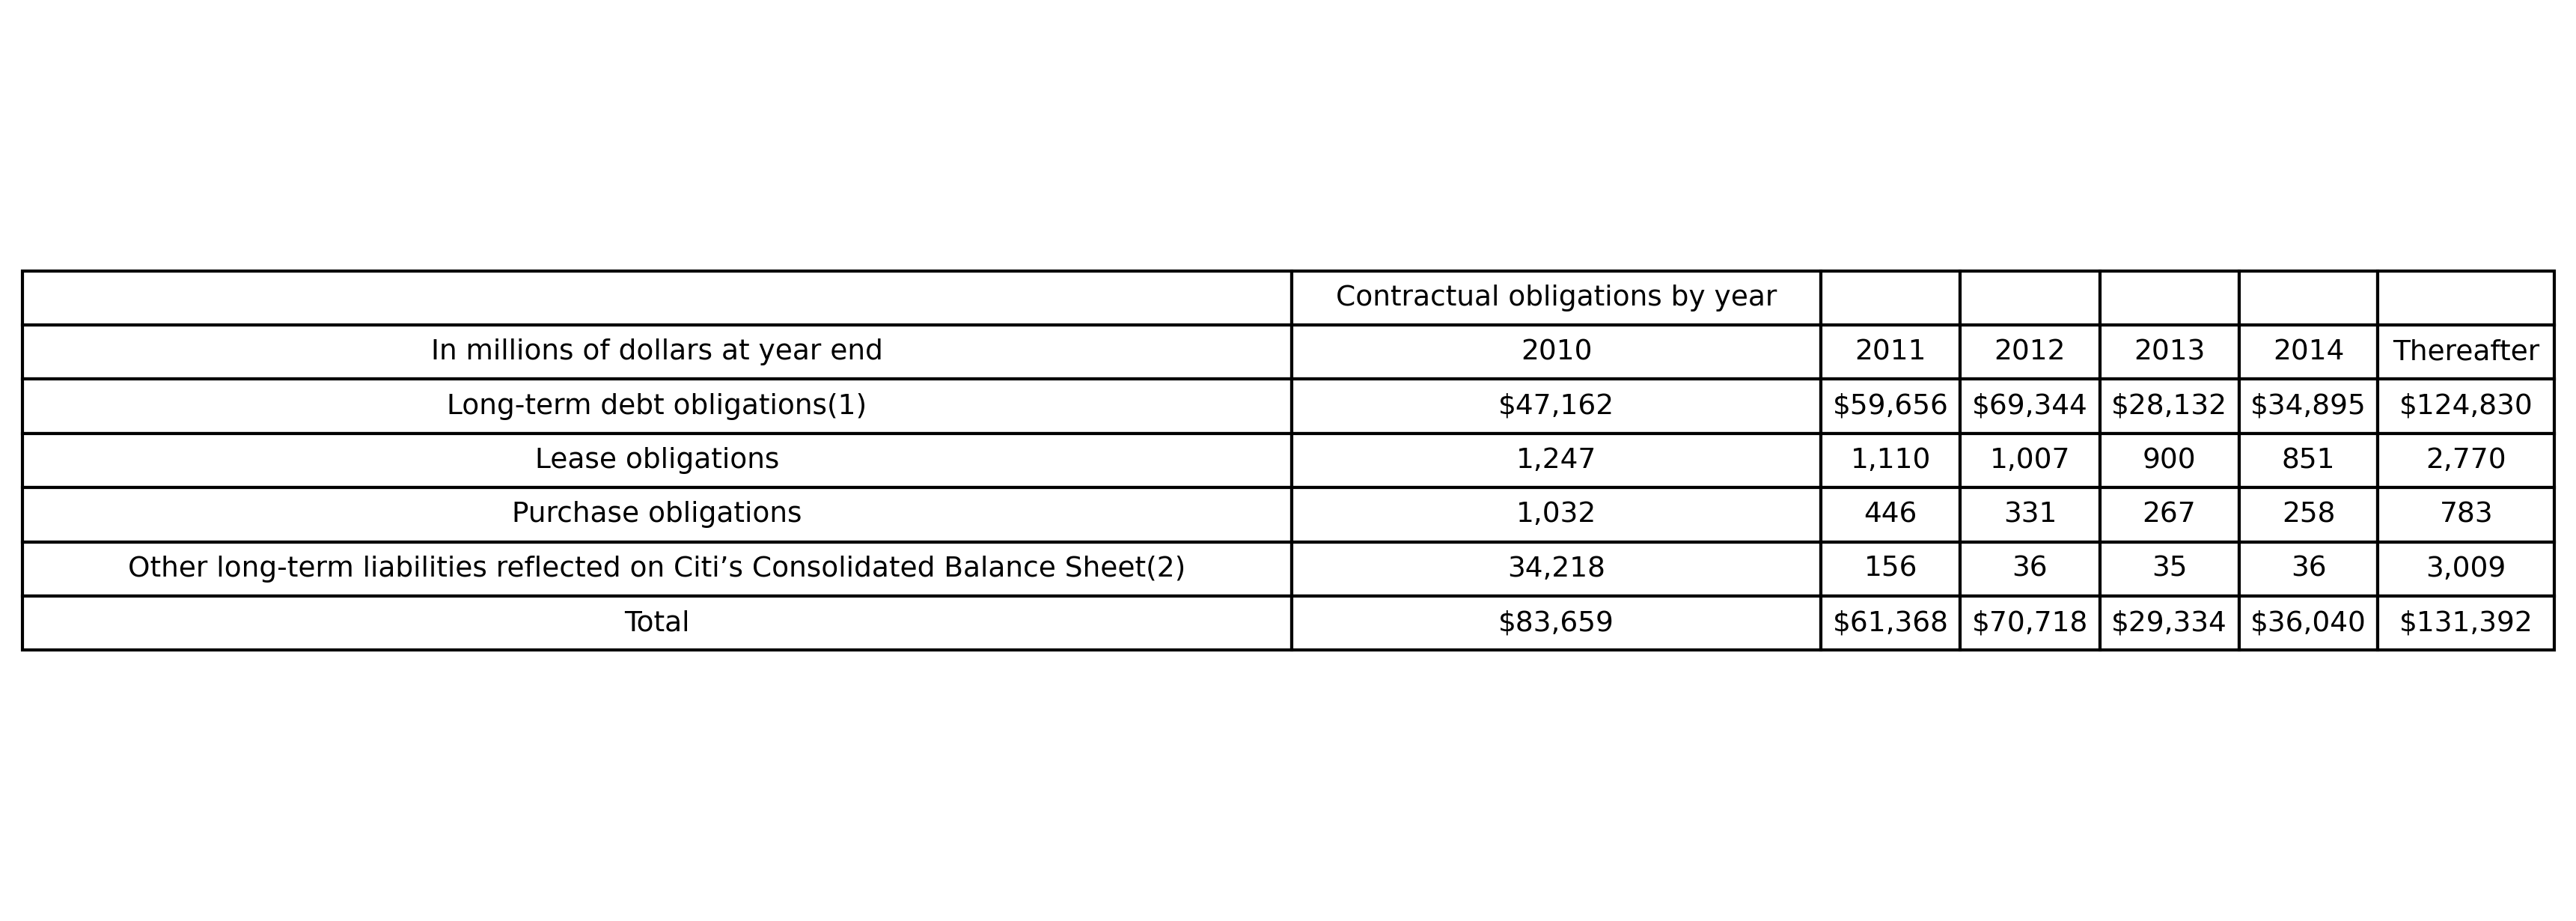 Contractual obligations by year
In millions of dollars at year end 2010 2011 2012 2013 2014 Thereafter
Long-term debt obligations(1) $47,162 $59,656 $69,344 $28,132 $34,895 $124,830
Lease obligations 1,247 1,110 1,007 900 851 2,770
Purchase obligations 1,032 446 331 267 258 783
Other long-term liabilities reflected on Citi’s Consolidated Balance Sheet(2) 34,218 156 36 35 36 3,009
Total $83,659 $61,368 $70,718 $29,334 $36,040 $131,392